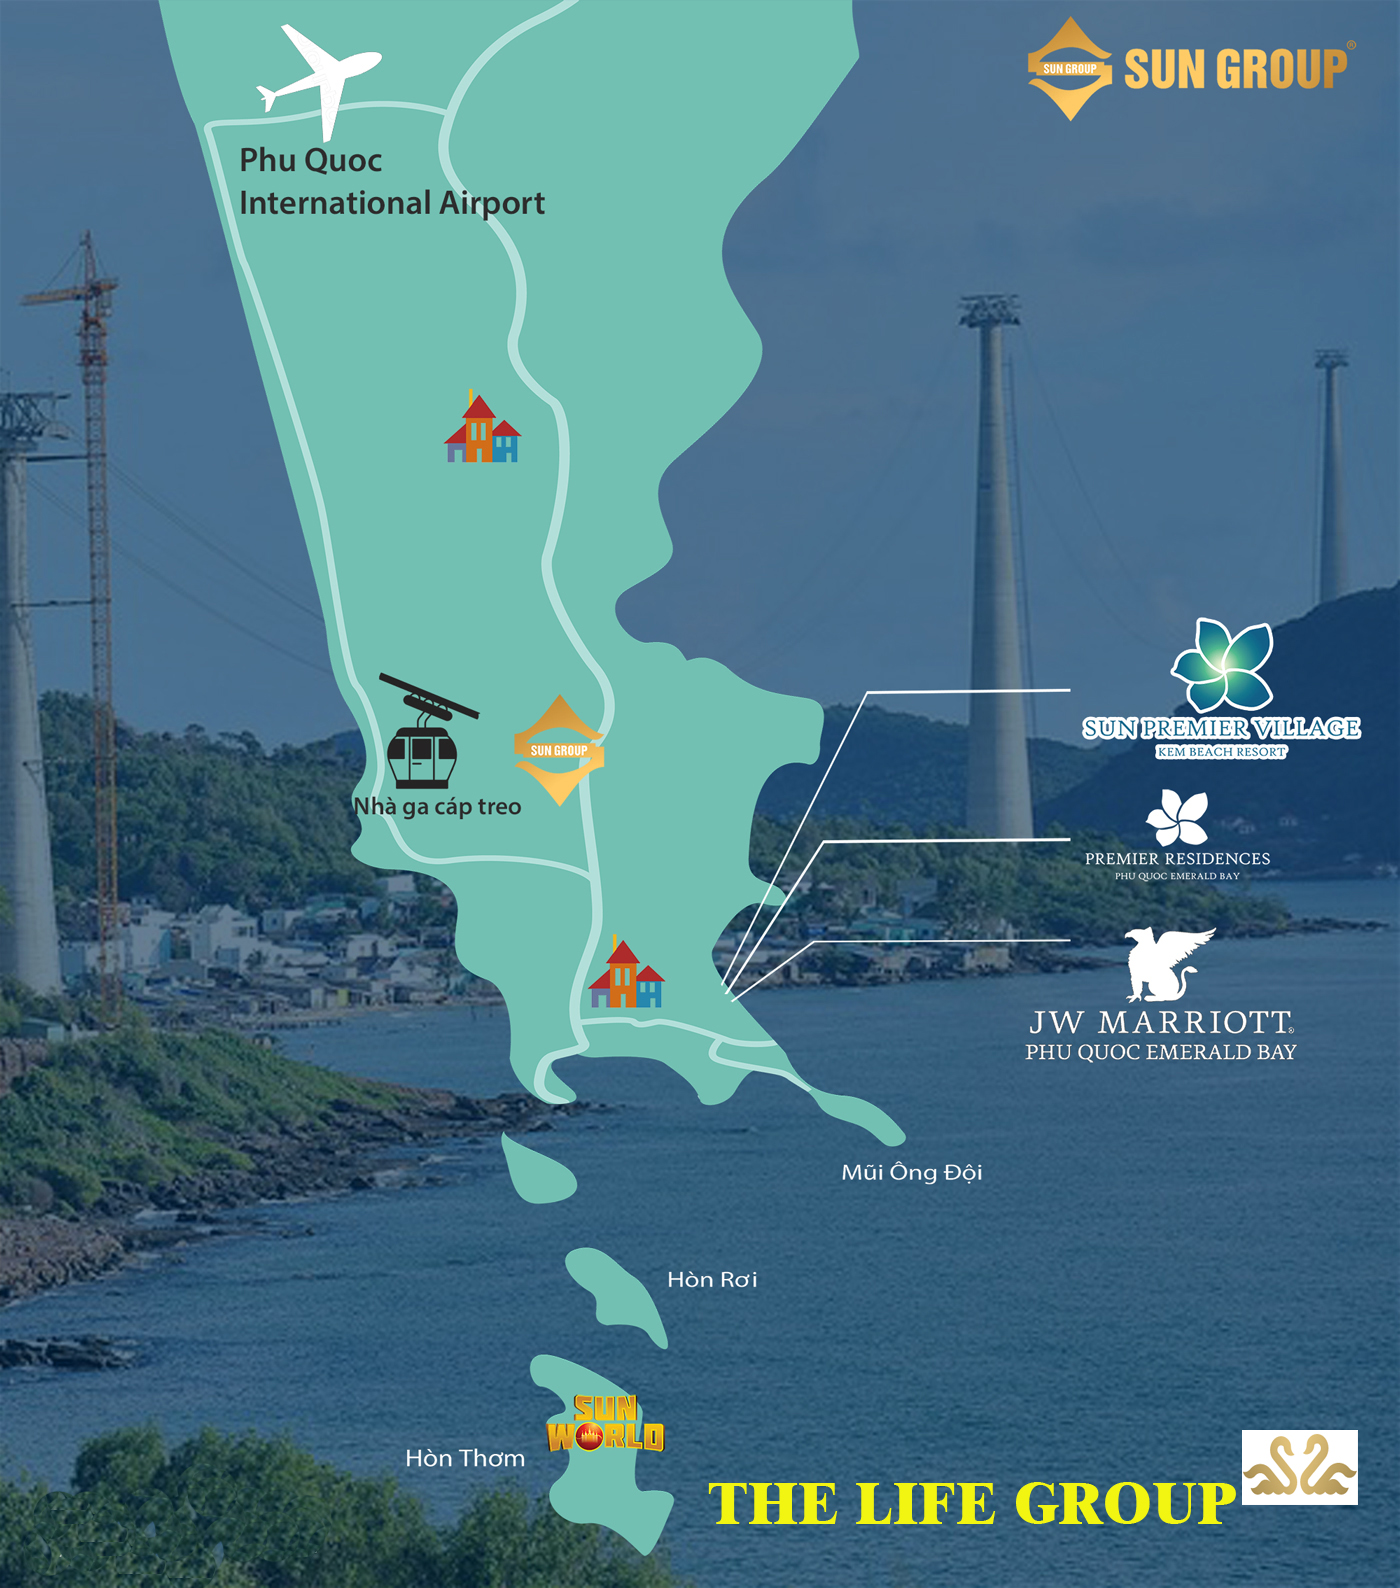 SUN GROUP
SUN GROUP®
Phu Quoc
International Airport
SUN GROUP
Nhà ga cáp treo
SUN PREMIER VILLAGE
KEM BEACH RESORT
PREMIER RESIDENCES
PHU QUOC EMERALD BAY
JW MARRIOTT®
PHU QUOC EMERALD BAY
Mũi Ông Đội
Hòn Rơi
SUN
WORLD
Hòn Thơm
THE LIFE GROUP